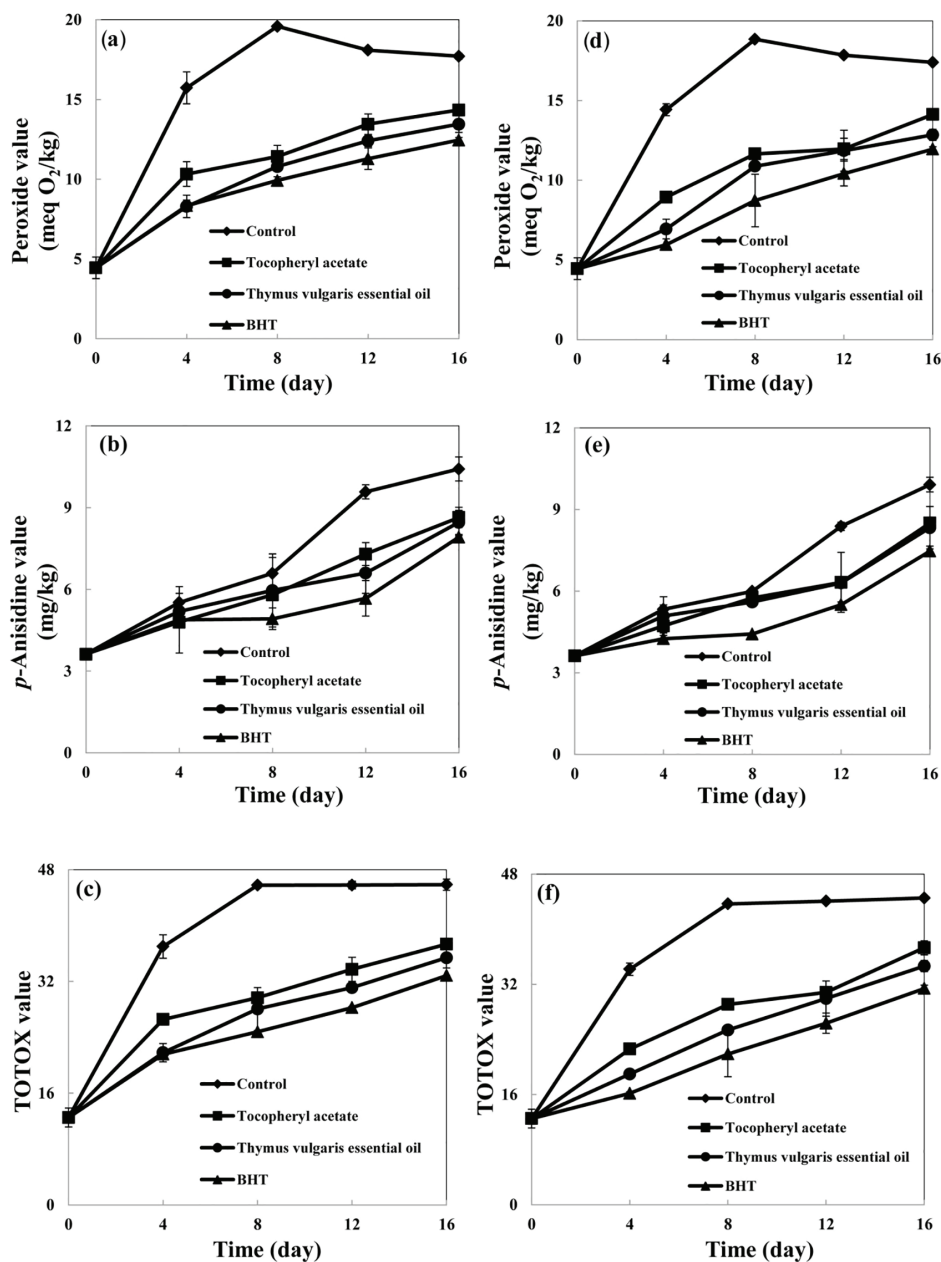 (a)
20
15
10
5
0
Peroxide value
(meq O2/kg)
Control
Tocopheryl acetate
Thymus vulgaris essential oil
BHT
0 4 8 12 16
Time (day)
(d)
20
15
10
5
0
Peroxide value
(meq O2/kg)
Control
Tocopheryl acetate
Thymus vulgaris essential oil
BHT
0 4 8 12 16
Time (day)
(b)
12
9
6
3
0
p-Anisidine value
(mg/kg)
Control
Tocopheryl acetate
Thymus vulgaris essential oil
BHT
0 4 8 12 16
Time (day)
(e)
12
9
6
3
0
p-Anisidine value
(mg/kg)
Control
Tocopheryl acetate
Thymus vulgaris essential oil
BHT
0 4 8 12 16
Time (day)
(c)
48
32
16
0
TOTOX value
Control
Tocopheryl acetate
Thymus vulgaris essential oil
BHT
0 4 8 12 16
Time (day)
(f)
48
32
16
0
TOTOX value
Control
Tocopheryl acetate
Thymus vulgaris essential oil
BHT
0 4 8 12 16
Time (day)